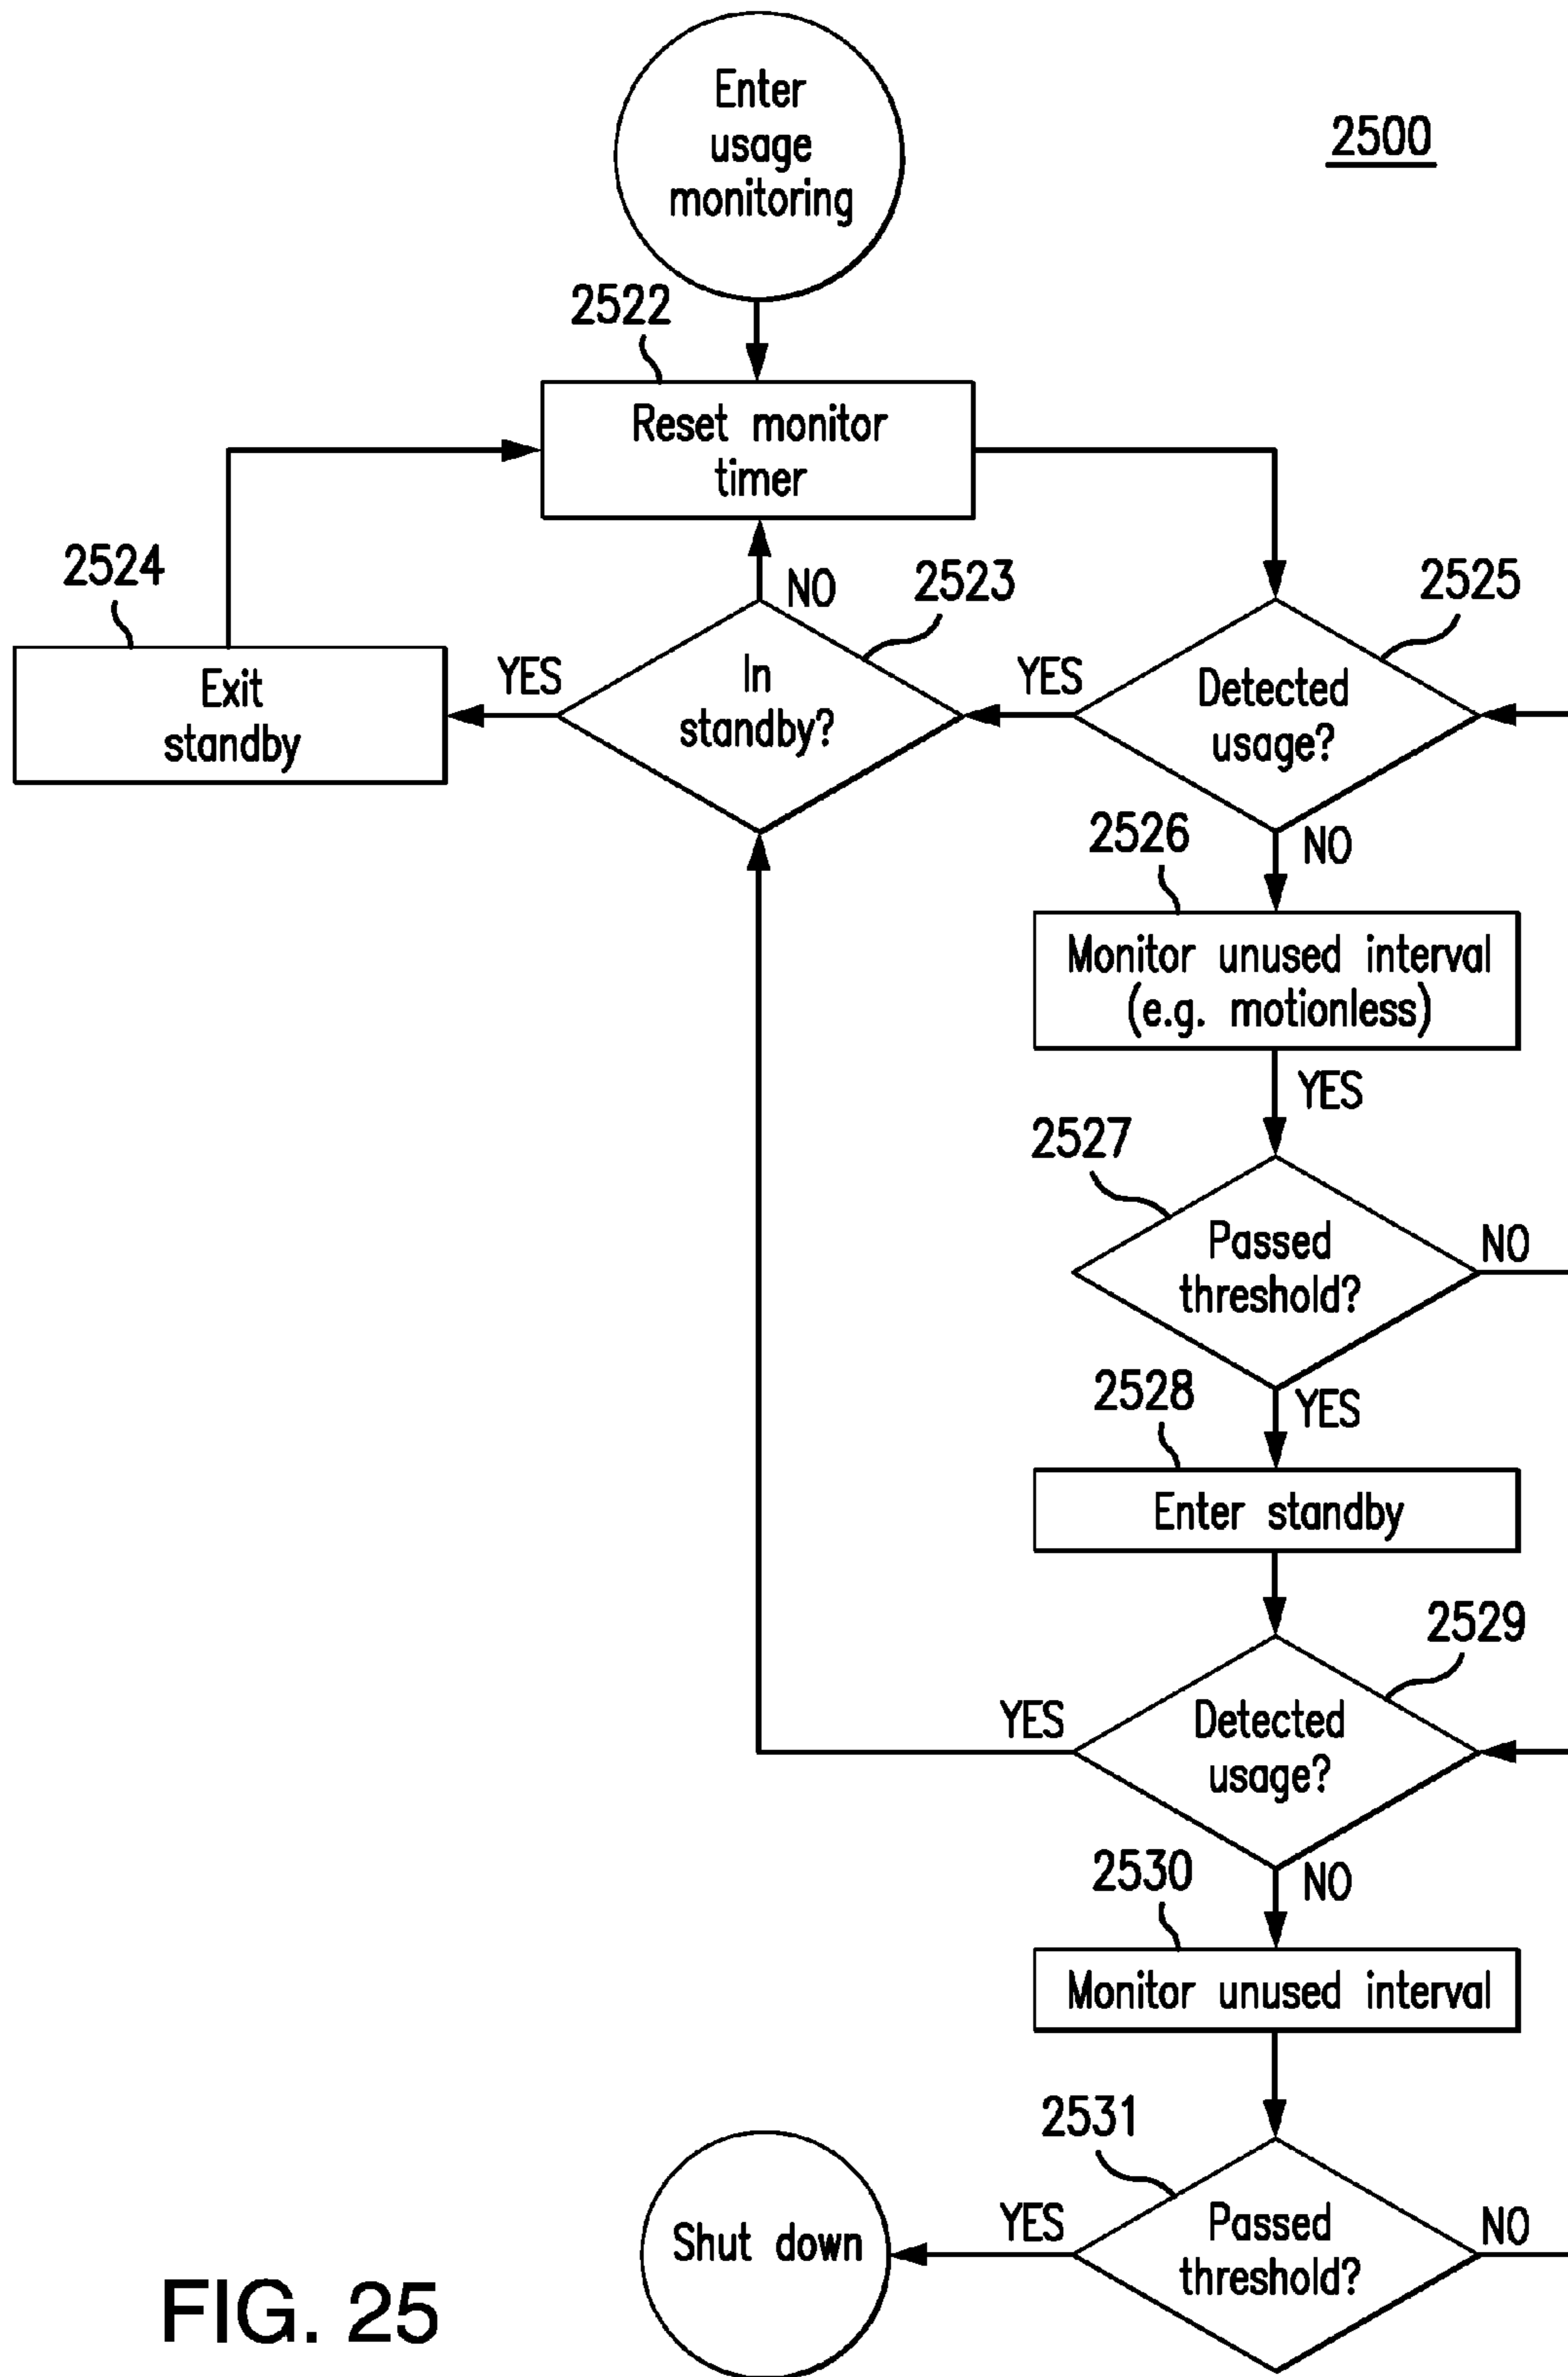 Enter
usage
monitoring
2500
2522
Reset monitor
timer
2524
NO
2523
2525
Exit
standby
YES
In
standby?
YES
Detected
usage?
2526
NO
Monitor unused interval
(e.g. motionless)
YES
2527
Passed
threshold?
NO
2528
YES
Enter standby
2529
YES
Detected
usage?
2530
NO
Monitor unused interval
2531
Shut down
YES
Passed
threshold?
NO
FIG. 25